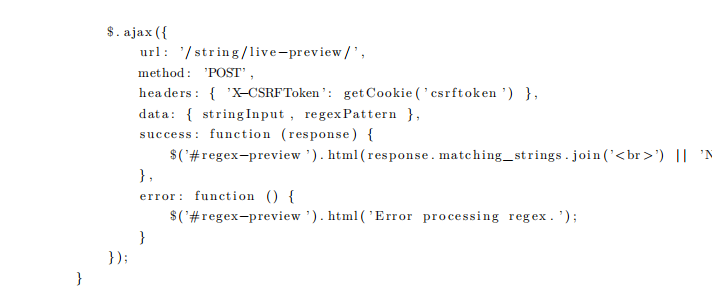 $.ajax({
url: '/string/live-preview/',
method: 'POST',
headers: { 'X-CSRFToken': getCookie('csrftoken') },
data: { stringInput, regexPattern },
success: function (response) {
$('#regex-preview').html(response.matching_strings.join('<br>') || 'N
},
error: function () {
$('#regex-preview').html('Error processing regex.');
}
});
}